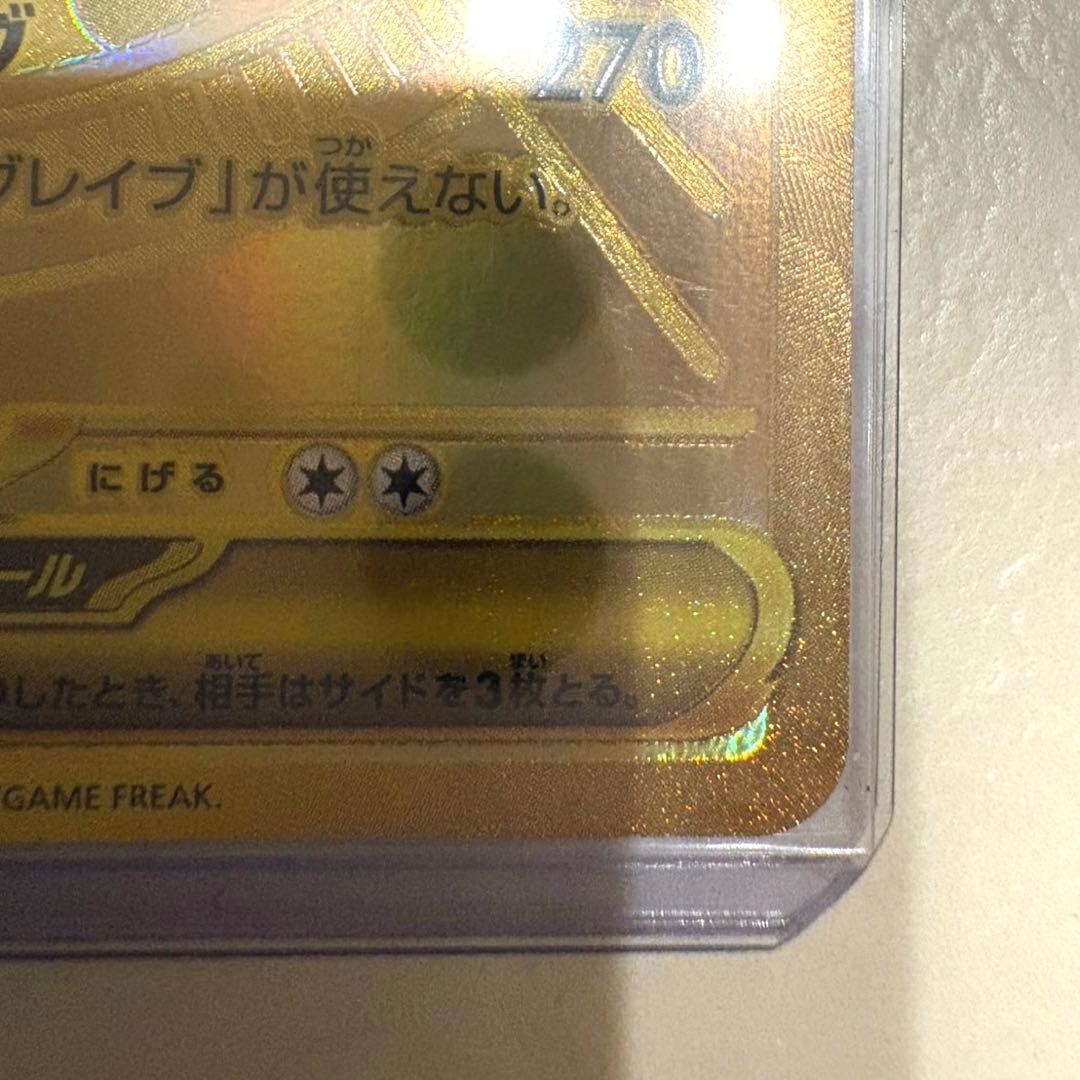 ブ
270
ブレイブ」が使えない。
つか
にげる
ール
したとき、相手はサイドを3枚とる。
あいて
まい
GAME FREAK.